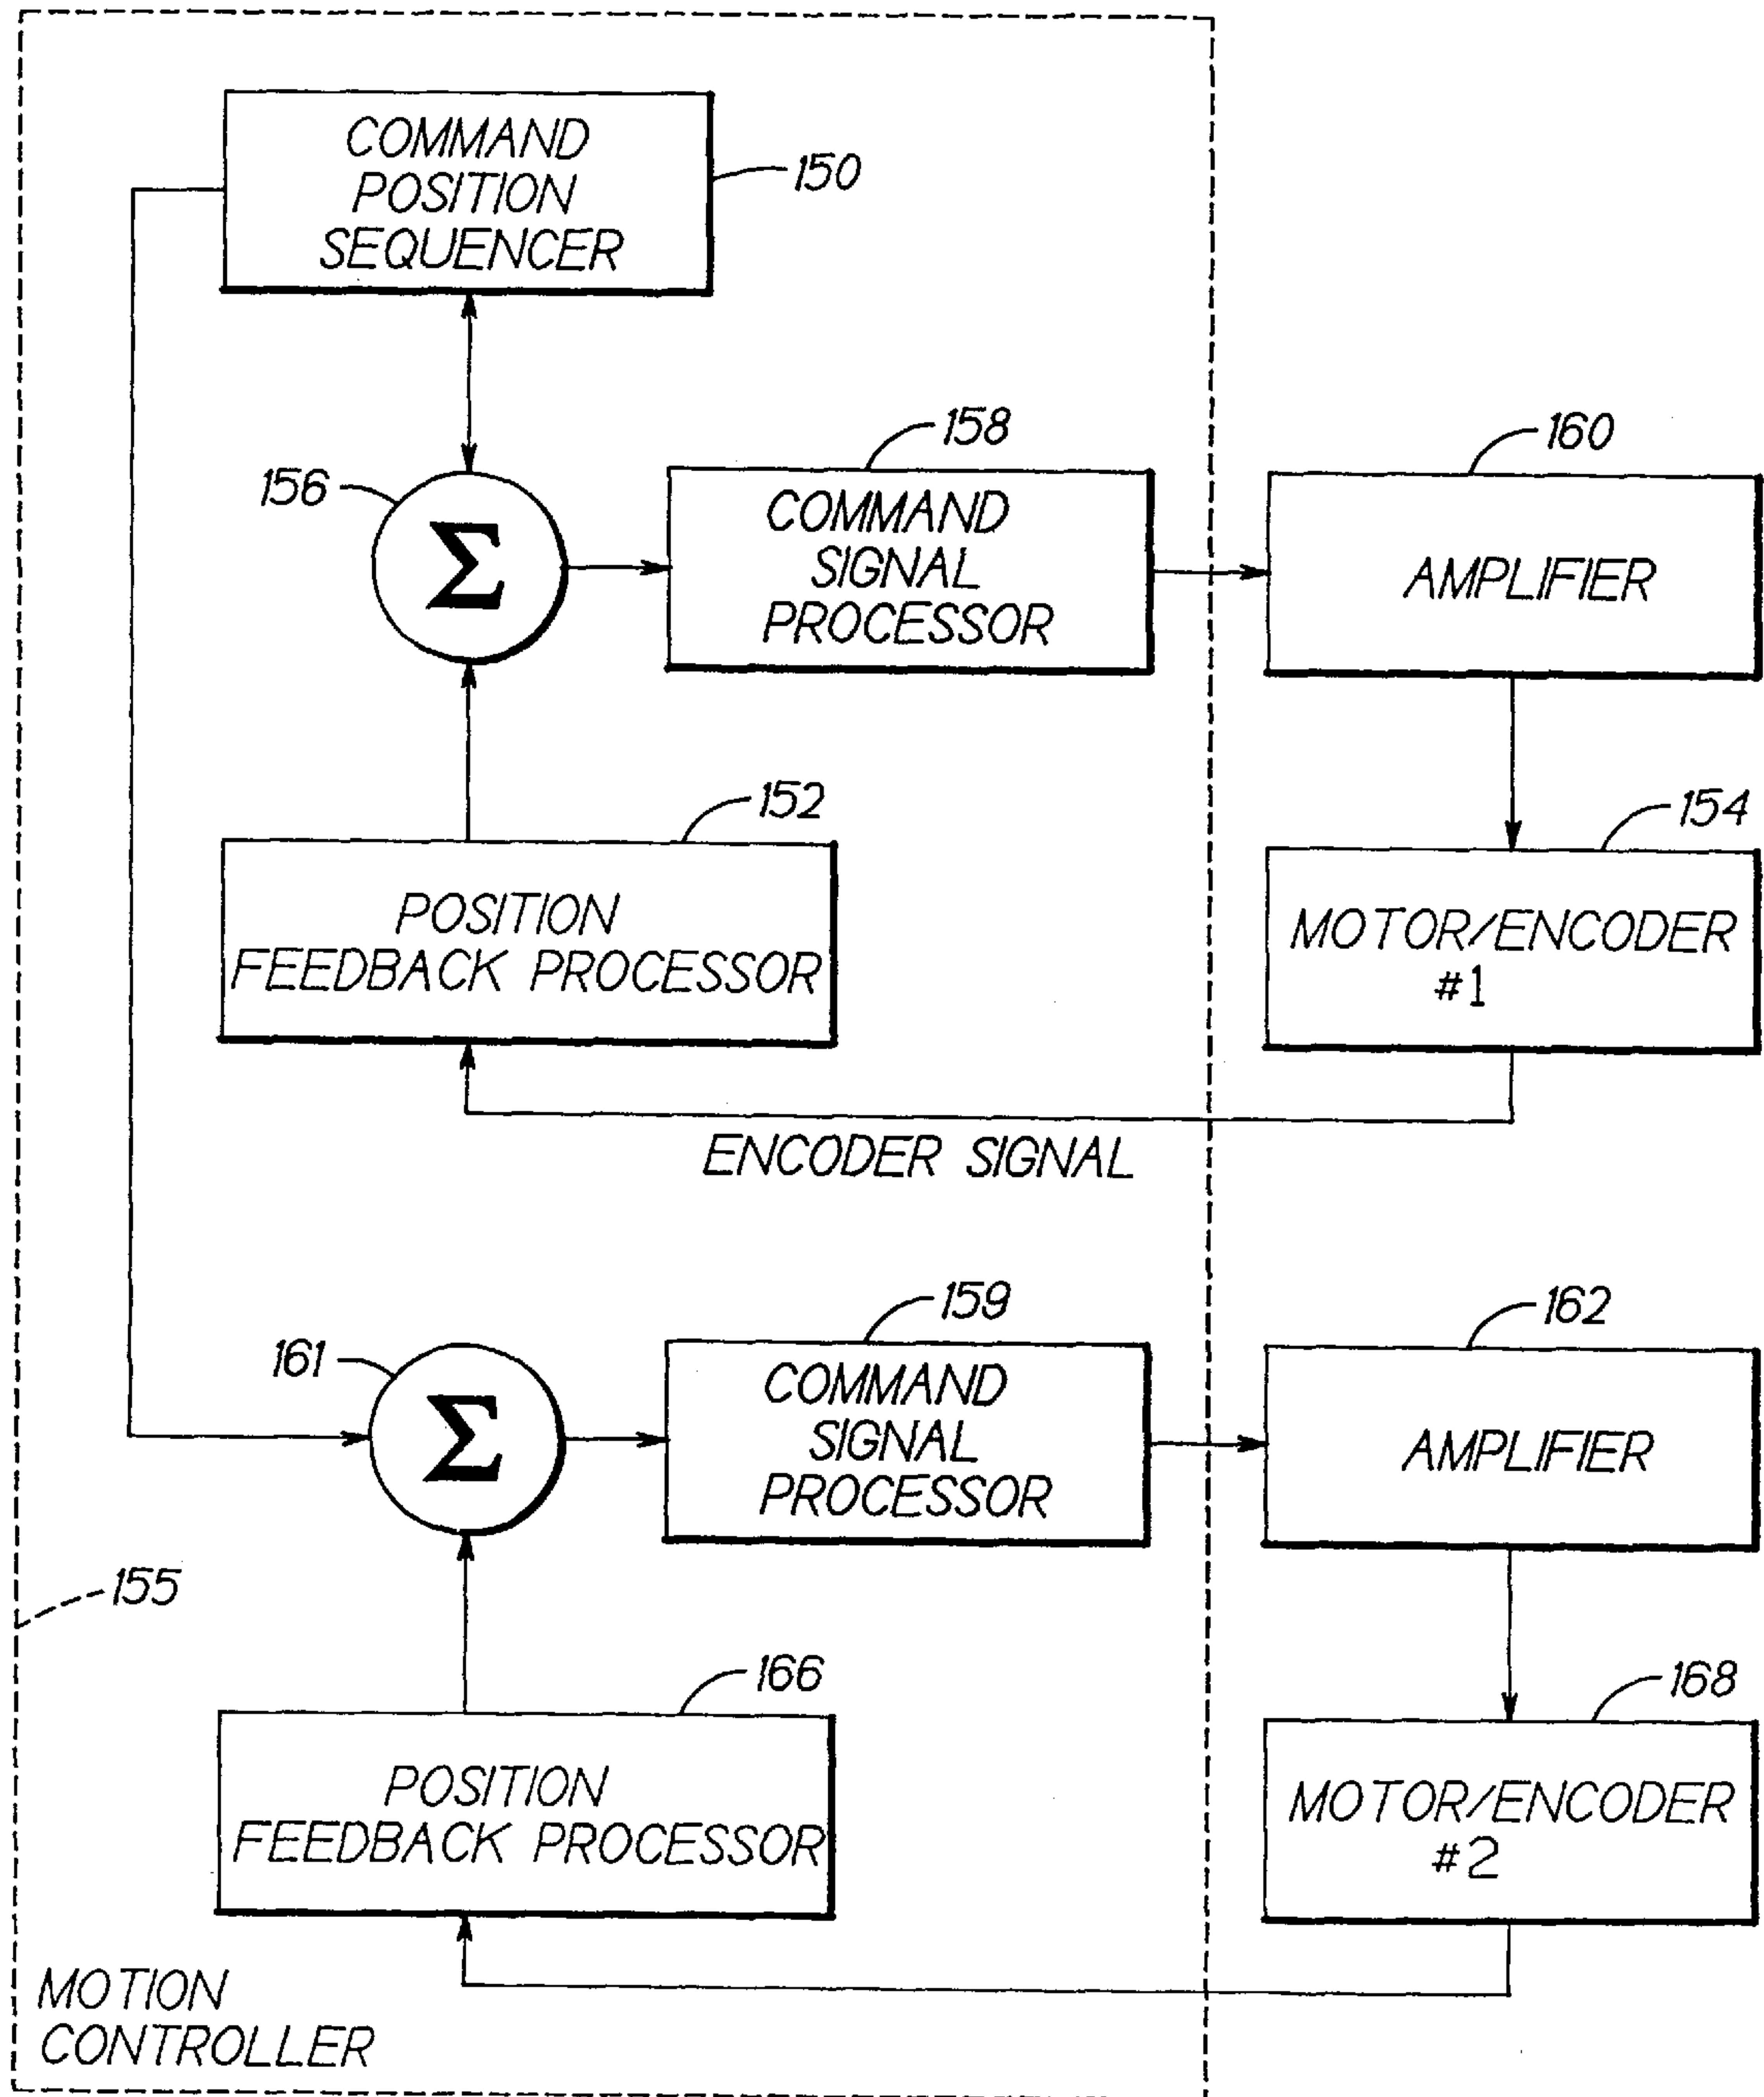 COMMAND
POSITION
SEQUENCER
150
156
Σ
158
COMMAND
SIGNAL
PROCESSOR
160
AMPLIFIER
152
POSITION
FEEDBACK PROCESSOR
154
MOTOR/ENCODER
#1
ENCODER SIGNAL
161
Σ
159
COMMAND
SIGNAL
PROCESSOR
162
AMPLIFIER
155
166
POSITION
FEEDBACK PROCESSOR
168
MOTOR/ENCODER
#2
MOTION
CONTROLLER